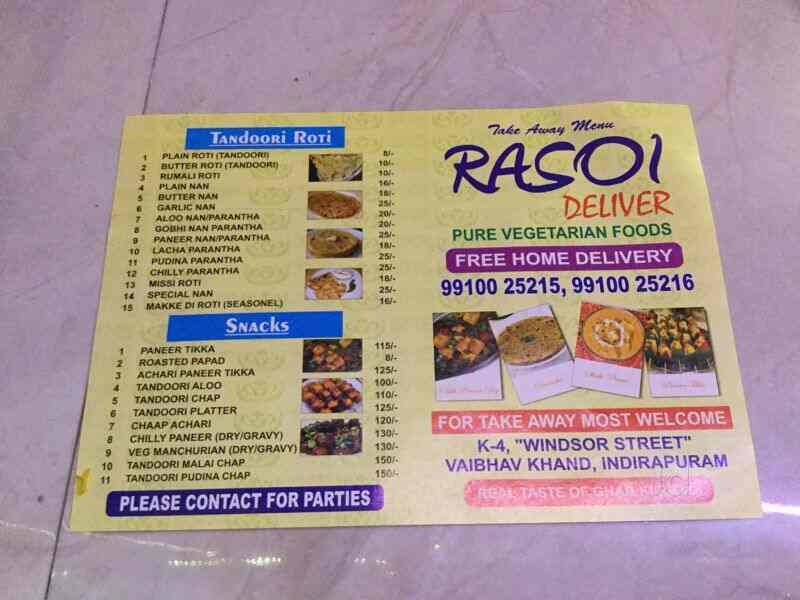 Tandoori Roti
1 PLAIN ROTI (TANDOORI) 8/-
2 BUTTER ROTI (TANDOORI) 10/-
3 RUMALI ROTI 10/-
4 PLAIN NAN 16/-
5 BUTTER NAN 18/-
6 GARLIC NAN 25/-
7 ALOO NAN/PARANTHA 20/-
8 GOBHI NAN PARANTHA 20/-
9 PANEER NAN/PARANTHA 25/-
10 LACHA PARANTHA 18/-
11 PUDINA PARANTHA 25/-
12 CHILLY PARANTHA 25/-
13 MISSI ROTI 18/-
14 SPECIAL NAN 25/-
15 MAKKE DI ROTI (SEASONEL) 16/-
Snacks
1 PANEER TIKKA 115/-
2 ROASTED PAPAD 8/-
3 ACHARI PANEER TIKKA 125/-
4 TANDOORI ALOO 100/-
5 TANDOORI CHAP 110/-
6 TANDOORI PLATTER 125/-
7 CHAAP ACHARI 120/-
8 CHILLY PANEER (DRY/GRAVY) 130/-
9 VEG MANCHURIAN (DRY/GRAVY) 130/-
10 TANDOORI MALAI CHAP 150/-
11 TANDOORI PUDINA CHAP 150/-
PLEASE CONTACT FOR PARTIES
Take Away Menu
RASOI
DELIVER
PURE VEGETARIAN FOODS
FREE HOME DELIVERY
99100 25215, 99100 25216
FOR TAKE AWAY MOST WELCOME
K-4, "WINDSOR STREET"
VAIBHAV KHAND, INDIRAPURAM
REAL TASTE OF GHAR KI